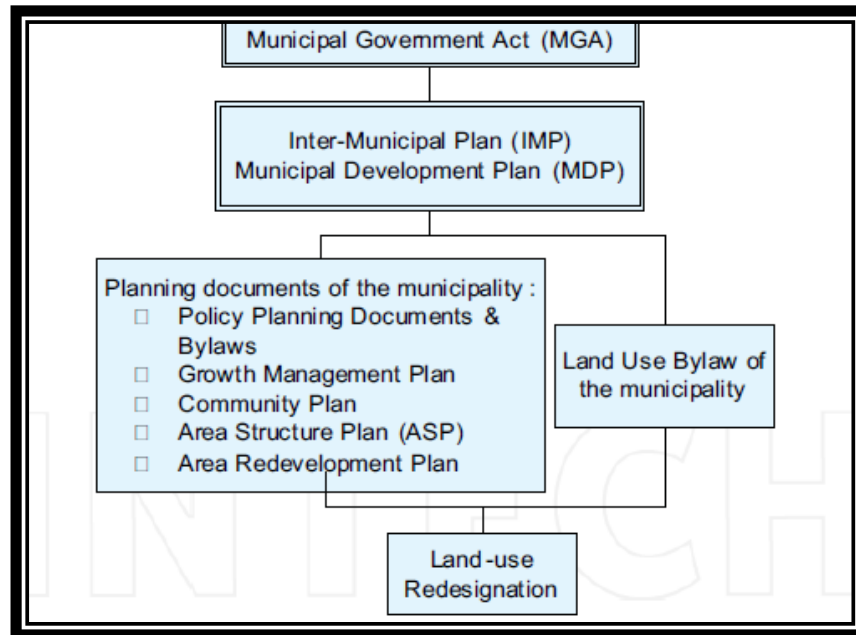 Municipal Government Act (MGA)
Inter-Municipal Plan (IMP)
Municipal Development Plan (MDP)
Planning documents of the municipality :
Policy Planning Documents &
Bylaws
Growth Management Plan
Community Plan
Area Structure Plan (ASP)
Area Redevelopment Plan
Land Use Bylaw of
the municipality
Land-use
Redesignation
INTECH